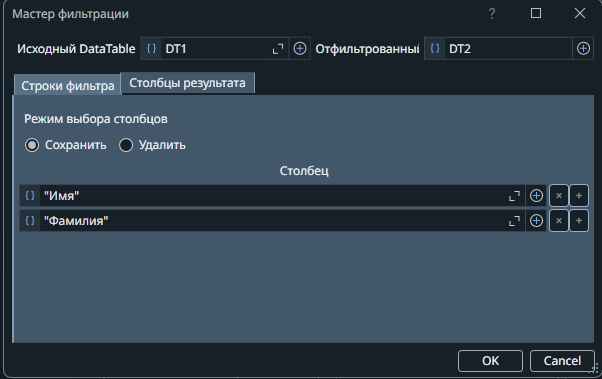 Мастер фильтрации
Исходный DataTable DT1 Отфильтрованный DT2
Строки фильтра Столбцы результата
Режим выбора столбцов
Сохранить Удалить
Столбец
"Имя"
"Фамилия"
OK Cancel